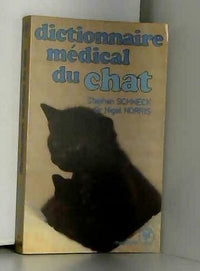 dictionnaire
médical
du chat
Stephen SCHNECK
Dr Nigel NORRIS